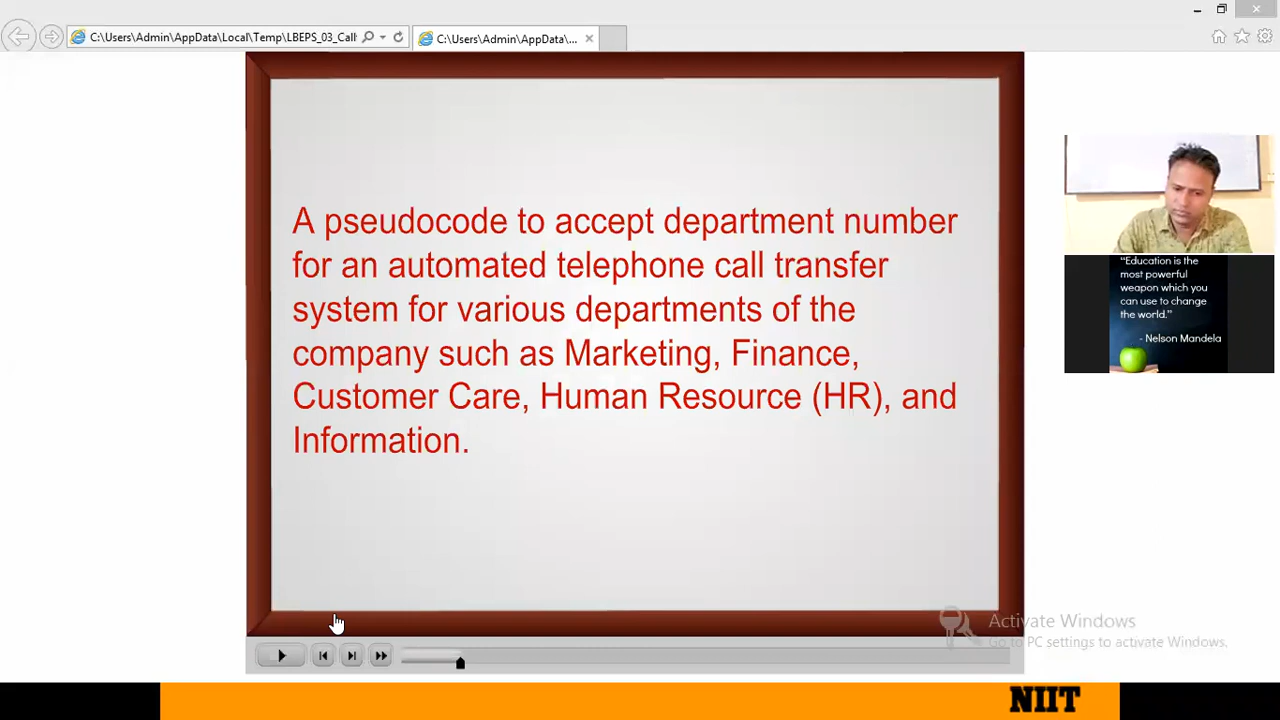 C:\Users\Admin\AppData\Local\Temp\LBEPS_03_Call
C:\Users\Admin\AppData\...
A pseudocode to accept department number
for an automated telephone call transfer
system for various departments of the
company such as Marketing, Finance,
Customer Care, Human Resource (HR), and
Information.
“Education is the
most powerful
weapon which you
can use to change
the world.”
- Nelson Mandela
Activate Windows
Go to PC settings to activate Windows.
NIIT